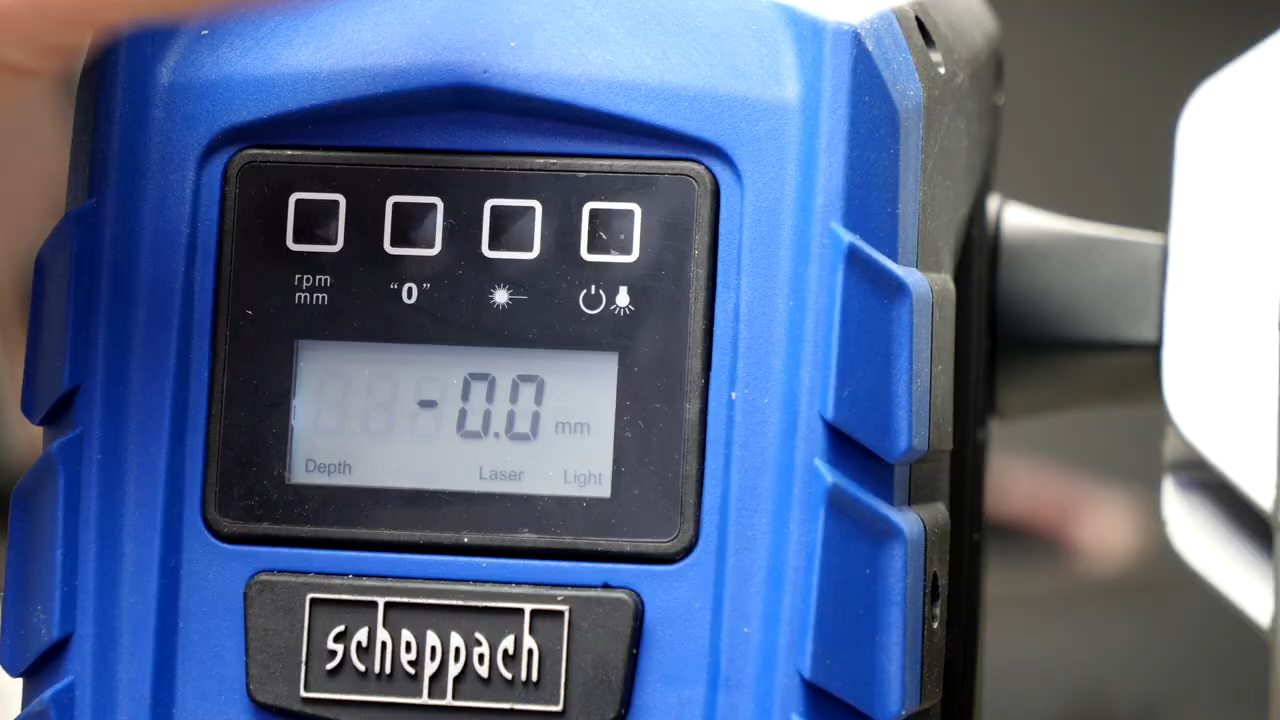 rpm
mm
“0”
-0.0 mm
Depth Laser Light
scheppach